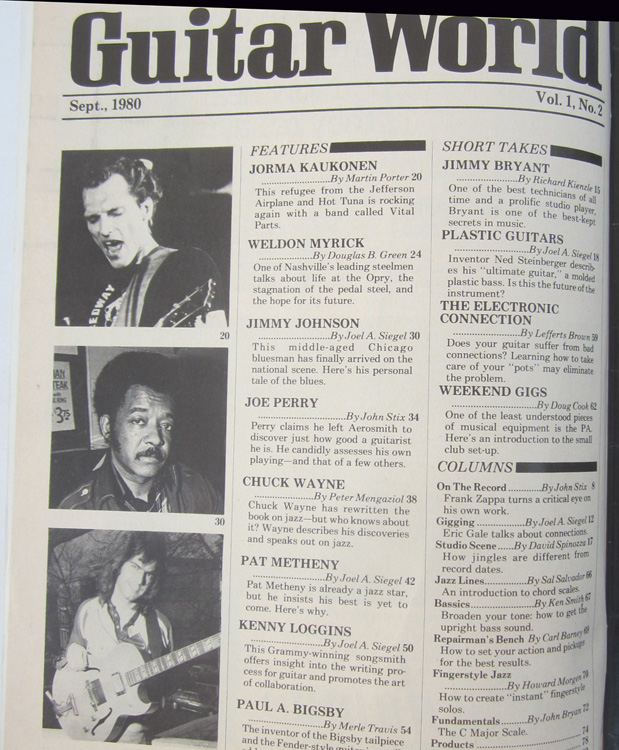 Guitar World
Sept., 1980
Vol. 1, No. 2
20
30
FEATURES
JORMA KAUKONEN
By Martin Porter 20
This refugee from the Jefferson
Airplane and Hot Tuna is rocking
again with a band called Vital
Parts.
WELDON MYRICK
By Douglas B. Green 24
One of Nashville's leading steelmen
talks about life at the Opry, the
stagnation of the pedal steel, and
the hope for its future.
JIMMY JOHNSON
By Joel A. Siegel 30
This middle-aged Chicago
bluesman has finally arrived on the
national scene. Here's his personal
tale of the blues.
JOE PERRY
By John Stix 34
Perry claims he left Aerosmith to
discover just how good a guitarist
he is. He candidly assesses his own
playing—and that of a few others.
CHUCK WAYNE
By Peter Mengaziol 38
Chuck Wayne has rewritten the
book on jazz—but who knows about
it? Wayne describes his discoveries
and speaks out on jazz.
PAT METHENY
By Joel A. Siegel 42
Pat Metheny is already a jazz star,
but he insists his best is yet to
come. Here's why.
KENNY LOGGINS
By Joel A. Siegel 50
This Grammy-winning songsmith
offers insight into the writing pro-
cess for guitar and promotes the art
of collaboration.
PAUL A. BIGSBY
By Merle Travis 54
The inventor of the Bigsby tailpiece
and the Fender-style
SHORT TAKES
JIMMY BRYANT
By Richard Kienzle 15
One of the best technicians of all
time and a prolific studio player,
Bryant is one of the best-kept
secrets in music.
PLASTIC GUITARS
By Joel A. Siegel 18
Inventor Ned Steinberger describ-
es his "ultimate guitar," a molded
plastic bass. Is this the future of the
instrument?
THE ELECTRONIC
CONNECTION
By Lefferts Brown 59
Does your guitar suffer from bad
connections? Learning how to take
care of your "pots" may eliminate
the problem.
WEEKEND GIGS
By Doug Cook 62
One of the least understood pieces
of musical equipment is the PA.
Here's an introduction to the small
club set-up.
COLUMNS
On The Record By John Stix 8
Frank Zappa turns a critical eye on
his own work.
Gigging By Joel A. Siegel 12
Eric Gale talks about connections.
Studio Scene By David Spinozza 17
How jingles are different from
record dates.
Jazz Lines By Sal Salvador 66
An introduction to chord scales.
Bassics By Ken Smith 67
Broaden your tone: how to get the
upright bass sound.
Repairman's Bench By Carl Barney 69
How to set your action and pickups
for the best results.
Fingerstyle Jazz
By Howard Morgen 70
How to create "instant" fingerstyle
solos.
Fundamentals By John Bryan 72
The C Major Scale.
74
Products 78